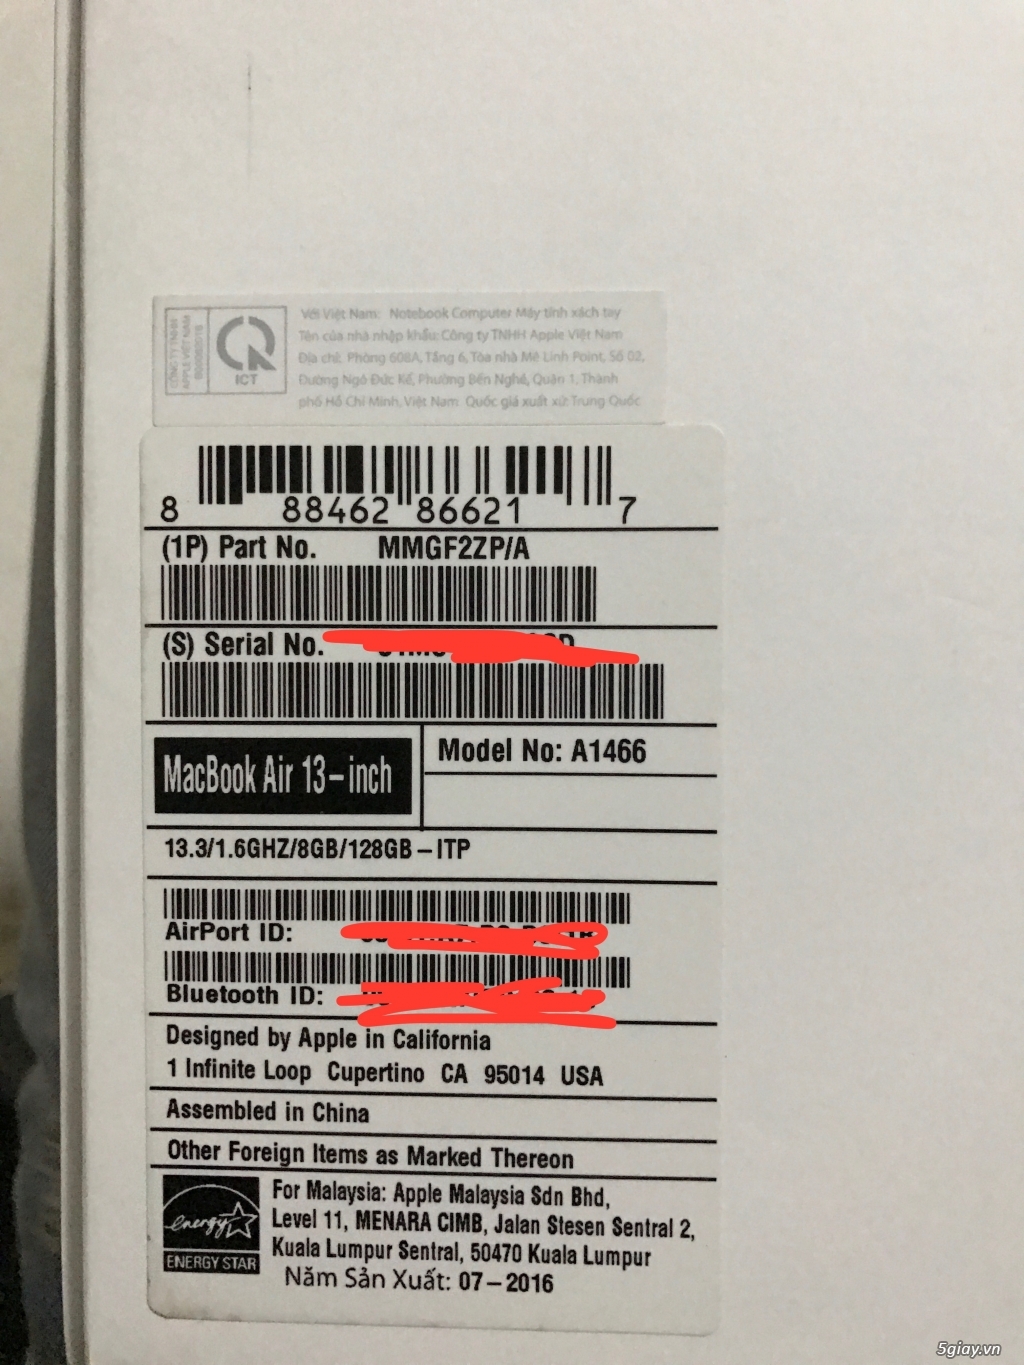 CÔNG TY TNHH
APPLE VIỆT NAM
ICT
Với Việt Nam: Notebook Computer Máy tính xách tay
Tên của nhà nhập khẩu: Công ty TNHH Apple Việt Nam
Địa chỉ: Phòng 608A, Tầng 6, Tòa nhà Mê Linh Point, Số 02,
Đường Ngô Đức Kế, Phường Bến Nghé, Quận 1, Thành
phố Hồ Chí Minh, Việt Nam Quốc gia xuất xứ: Trung Quốc
8 88462 86621 7
(1P) Part No. MMGF2ZP/A
(S) Serial No.
MacBook Air 13-inch
Model No: A1466
13.3/1.6GHZ/8GB/128GB-ITP
AirPort ID:
Bluetooth ID:
Designed by Apple in California
1 Infinite Loop Cupertino CA 95014 USA
Assembled in China
Other Foreign Items as Marked Thereon
energy
ENERGY STAR
For Malaysia: Apple Malaysia Sdn Bhd,
Level 11, MENARA CIMB, Jalan Stesen Sentral 2,
Kuala Lumpur Sentral, 50470 Kuala Lumpur
Năm Sản Xuất: 07-2016
5giay.vn